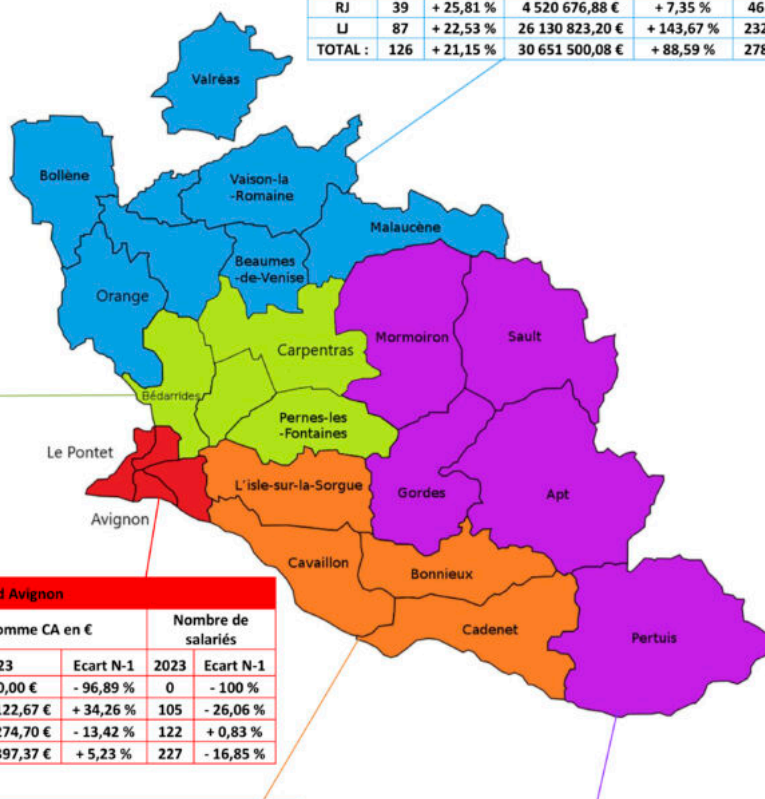 RJ 39 + 25,81 % 4 520 676,88 € + 7,35 % 46
LJ 87 + 22,53 % 26 130 823,20 € + 143,67 % 232
TOTAL : 126 + 21,15 % 30 651 500,08 € + 88,59 % 278
Valréas
Bollène
Vaison-la
-Romaine
Malaucène
Beaumes
-de-Venise
Orange
Mormoiron
Sault
Carpentras
Bédarrides
Pernes-les
-Fontaines
Le Pontet
L'isle-sur-la-Sorgue
Gordes
Apt
Avignon
Cavaillon
Bonnieux
Cadenet
Pertuis
d Avignon
omme CA en € Nombre de
salariés
23 Ecart N-1 2023 Ecart N-1
0,00 € - 96,89 % 0 - 100 %
122,67 € + 34,26 % 105 - 26,06 %
274,70 € - 13,42 % 122 + 0,83 %
397,37 € + 5,23 % 227 - 16,85 %